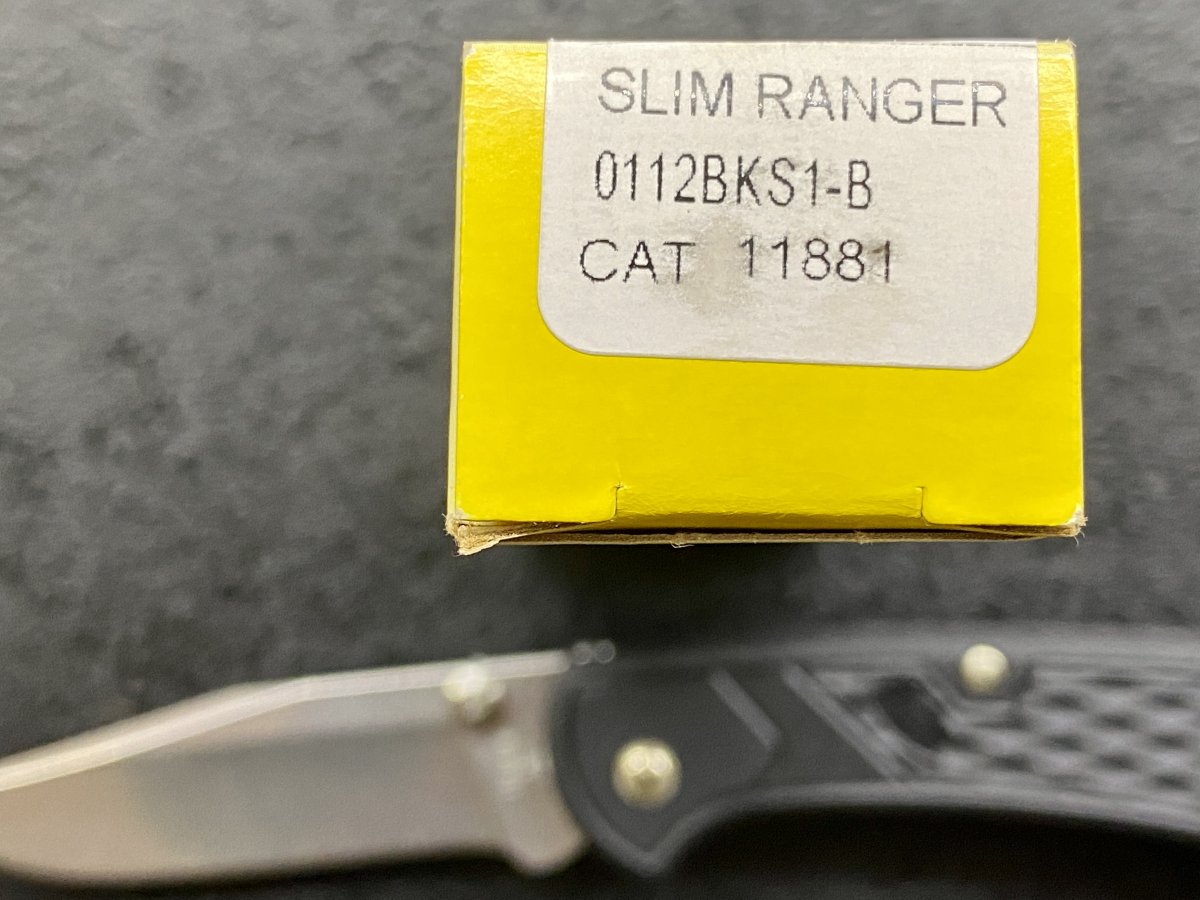 SLIM RANGER
0112BKS1-B
CAT 11881